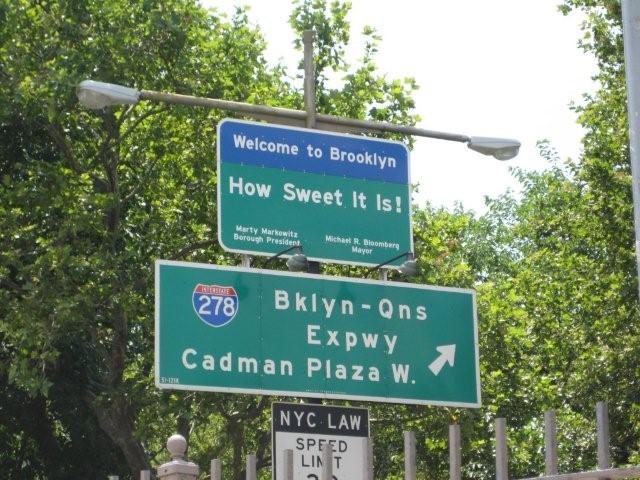 Welcome to Brooklyn
How Sweet It Is!
Marty Markowitz
Borough President
Michael R. Bloomberg
Mayor
INTERSTATE
278
Bklyn-Qns
Expwy
Cadman Plaza W.
NYC LAW
SPEED
LIMIT